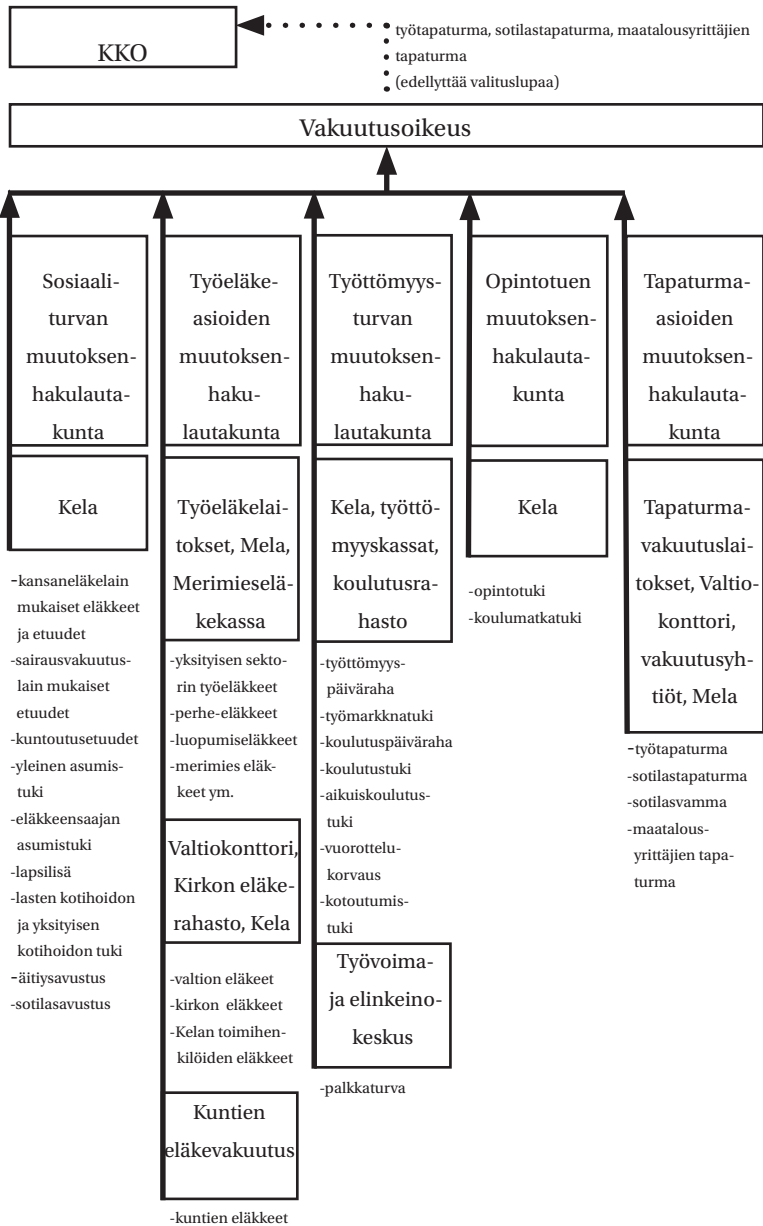 KKO
työtapaturma, sotilastapaturma, maatalousyrittäjien
tapaturma
(edellyttää valituslupaa)
Vakuutusoikeus
Sosiaali-
turvan
muutoksen-
hakulauta-
kunta
Kela
-kansaneläkelain
mukaiset eläkkeet
ja etuudet
-sairausvakuutus-
lain mukaiset
etuudet
-kuntoutusetuudet
-yleinen asumis-
tuki
-eläkkeensaajan
asumistuki
-lapsilisä
-lasten kotihoidon
ja yksityisen
kotihoidon tuki
-äitiysavustus
-sotilasavustus
Työeläke-
asioiden
muutoksen-
haku-
lautakunta
Työeläkelai-
tokset, Mela,
Merimieselä-
kekassa
-yksityisen sekto-
rin työeläkkeet
-perhe-eläkkeet
-luopumiseläkkeet
-merimies eläk-
keet ym.
Valtiokonttori,
Kirkon eläke-
rahasto, Kela
-valtion eläkeet
-kirkon eläkkeet
-Kelan toimihen-
kilöiden eläkkeet
Kuntien
eläkevakuutus
-kuntien eläkkeet
Työttömyys-
turvan
muutoksen-
haku-
lautakunta
Kela, työttö-
myyskassat,
koulutusra-
hasto
-työttömyys-
päiväraha
-työmarkknatuki
-koulutuspäiväraha
-koulutustuki
-aikuiskoulutus-
tuki
-vuorottelu-
korvaus
-kotoutumis-
tuki
Työvoima-
ja elinkeino-
keskus
-palkkaturva
Opintotuen
muutoksen-
hakulauta-
kunta
Kela
-opintotuki
-koulumatkatuki
Tapaturma-
asioiden
muutoksen-
hakulauta-
kunta
Tapaturma-
vakuutuslai-
tokset, Valtio-
konttori,
vakuutusyh-
tiöt, Mela
-työtapaturma
-sotilastapaturma
-sotilasvamma
-maatalous-
yrittäjien tapa-
turma